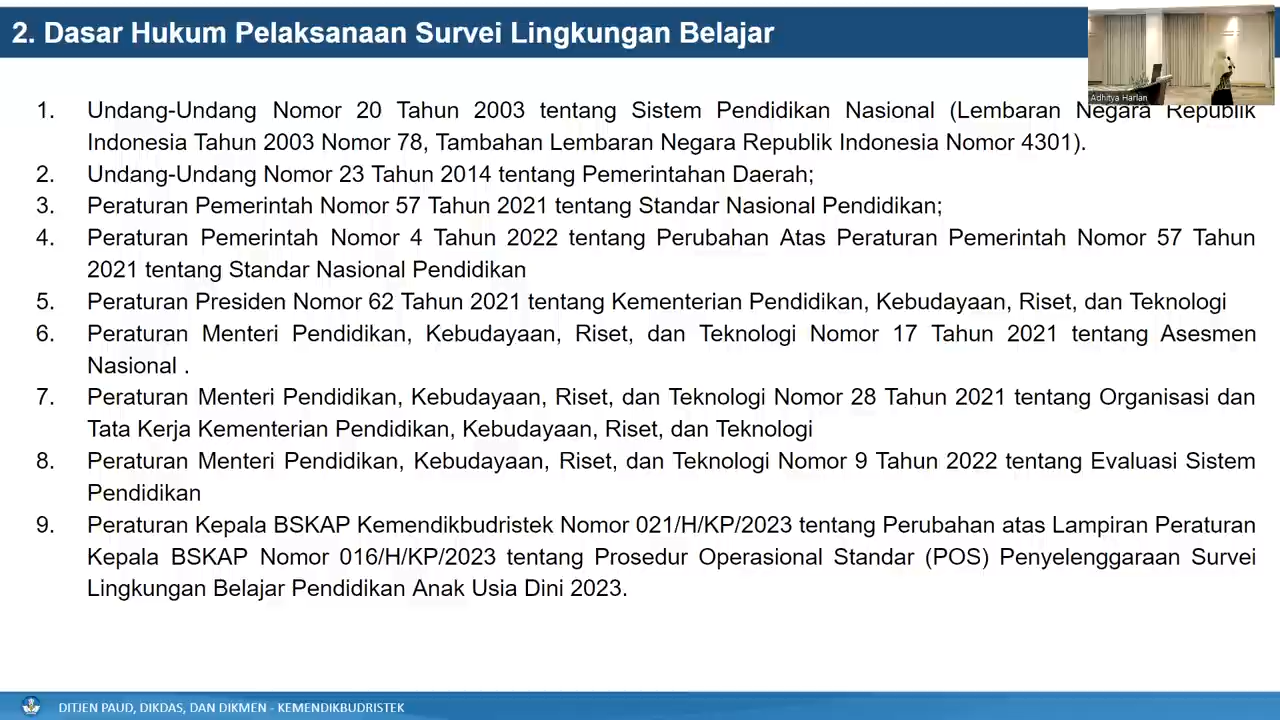 2. Dasar Hukum Pelaksanaan Survei Lingkungan Belajar
Adhitya Harlan
1. Undang-Undang Nomor 20 Tahun 2003 tentang Sistem Pendidikan Nasional (Lembaran Negara Republik
Indonesia Tahun 2003 Nomor 78, Tambahan Lembaran Negara Republik Indonesia Nomor 4301).
2. Undang-Undang Nomor 23 Tahun 2014 tentang Pemerintahan Daerah;
3. Peraturan Pemerintah Nomor 57 Tahun 2021 tentang Standar Nasional Pendidikan;
4. Peraturan Pemerintah Nomor 4 Tahun 2022 tentang Perubahan Atas Peraturan Pemerintah Nomor 57 Tahun
2021 tentang Standar Nasional Pendidikan
5. Peraturan Presiden Nomor 62 Tahun 2021 tentang Kementerian Pendidikan, Kebudayaan, Riset, dan Teknologi
6. Peraturan Menteri Pendidikan, Kebudayaan, Riset, dan Teknologi Nomor 17 Tahun 2021 tentang Asesmen
Nasional .
7. Peraturan Menteri Pendidikan, Kebudayaan, Riset, dan Teknologi Nomor 28 Tahun 2021 tentang Organisasi dan
Tata Kerja Kementerian Pendidikan, Kebudayaan, Riset, dan Teknologi
8. Peraturan Menteri Pendidikan, Kebudayaan, Riset, dan Teknologi Nomor 9 Tahun 2022 tentang Evaluasi Sistem
Pendidikan
9. Peraturan Kepala BSKAP Kemendikbudristek Nomor 021/H/KP/2023 tentang Perubahan atas Lampiran Peraturan
Kepala BSKAP Nomor 016/H/KP/2023 tentang Prosedur Operasional Standar (POS) Penyelenggaraan Survei
Lingkungan Belajar Pendidikan Anak Usia Dini 2023.
DITJEN PAUD, DIKDAS, DAN DIKMEN - KEMENDIKBUDRISTEK